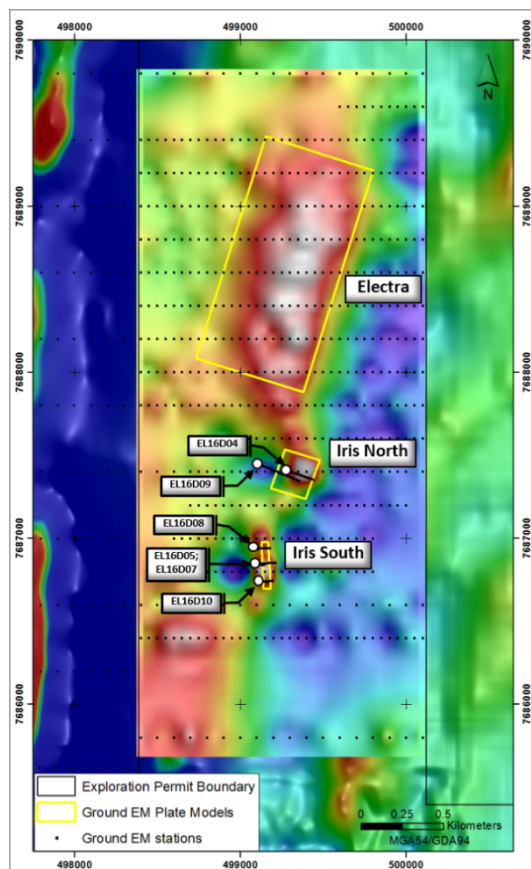 498000
499000
500000
7690000
7690000
N
7689000
7689000
Electra
7688000
7688000
EL16D04
Iris North
EL16D09
EL16D08
7687000
7687000
EL16D05;
EL16D07
Iris South
EL16D10
7686000
7686000
Exploration Permit Boundary
Ground EM Plate Models
Ground EM stations
0 0.25 0.5
Kilometers
MGA54/GDA94
498000
499000
500000